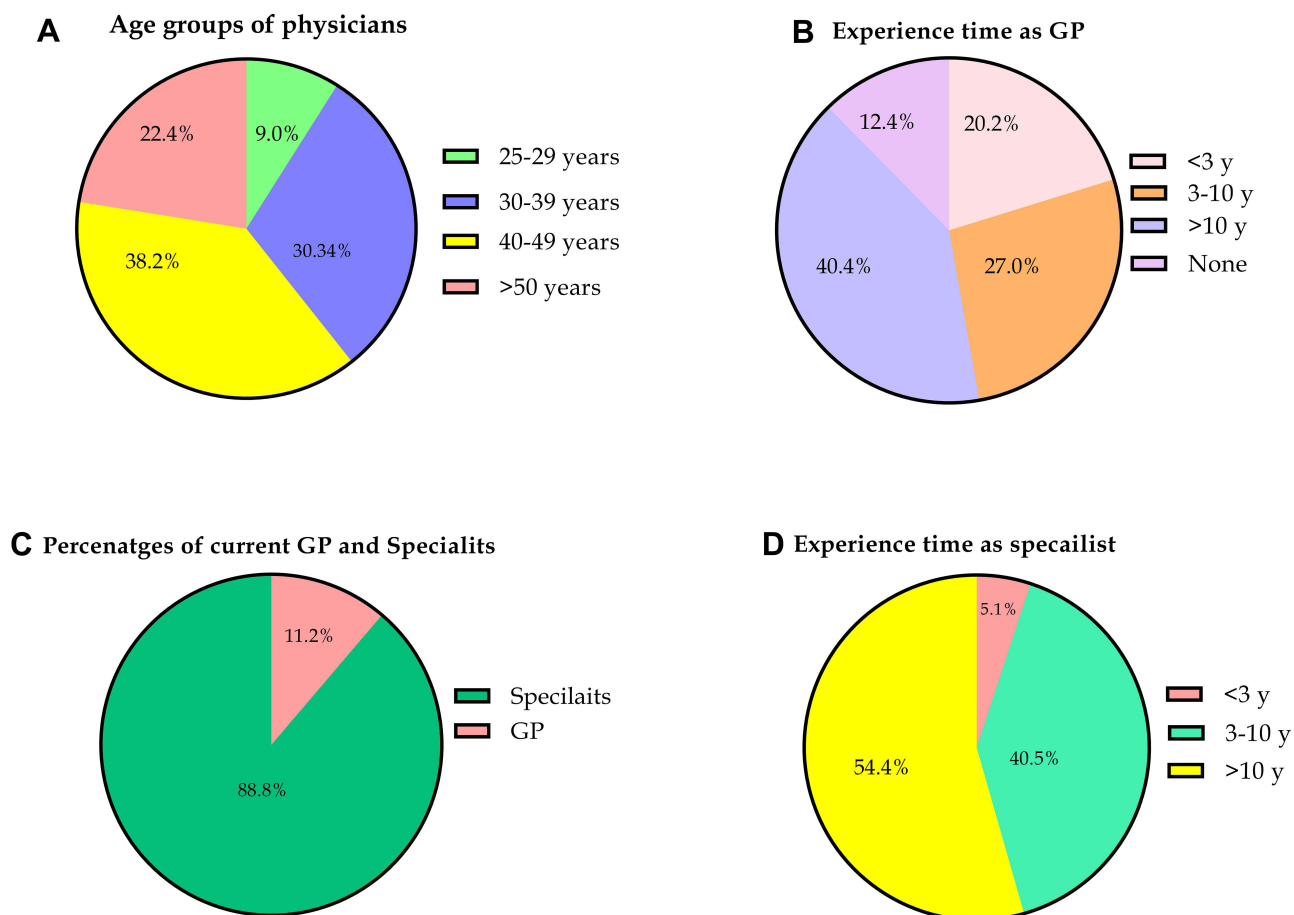 A Age groups of physicians
22.4%
9.0%
30.34%
38.2%
25-29 years
30-39 years
40-49 years
>50 years
B Experience time as GP
12.4%
20.2%
40.4%
27.0%
<3 y
3-10 y
>10 y
None
C Percenatges of current GP and Specialits
11.2%
88.8%
Specilaits
GP
D Experience time as specailist
5.1%
54.4%
40.5%
<3 y
3-10 y
>10 y